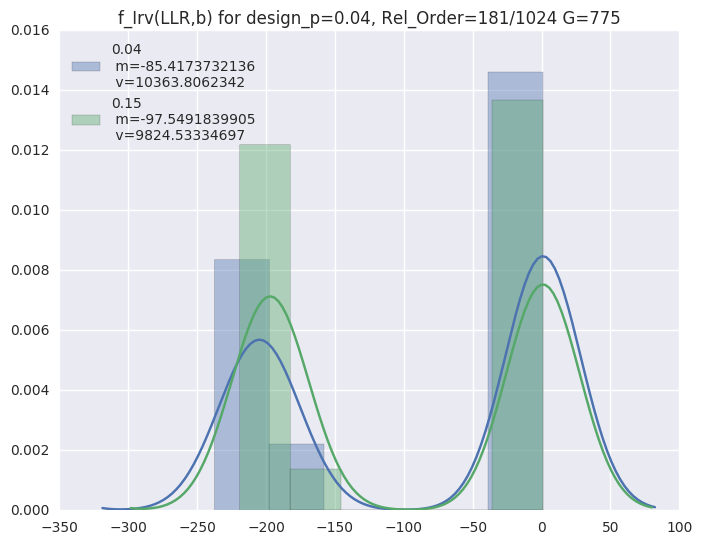 f_Irv(LLR,b) for design_p=0.04, Rel_Order=181/1024 G=775
0.016
0.014
0.012
0.010
0.008
0.006
0.004
0.002
0.000
0.04
m=-85.4173732136
v=10363.8062342
0.15
m=-97.5491839905
v=9824.53334697
−350 −300 −250 −200 −150 −100 −50 0 50 100